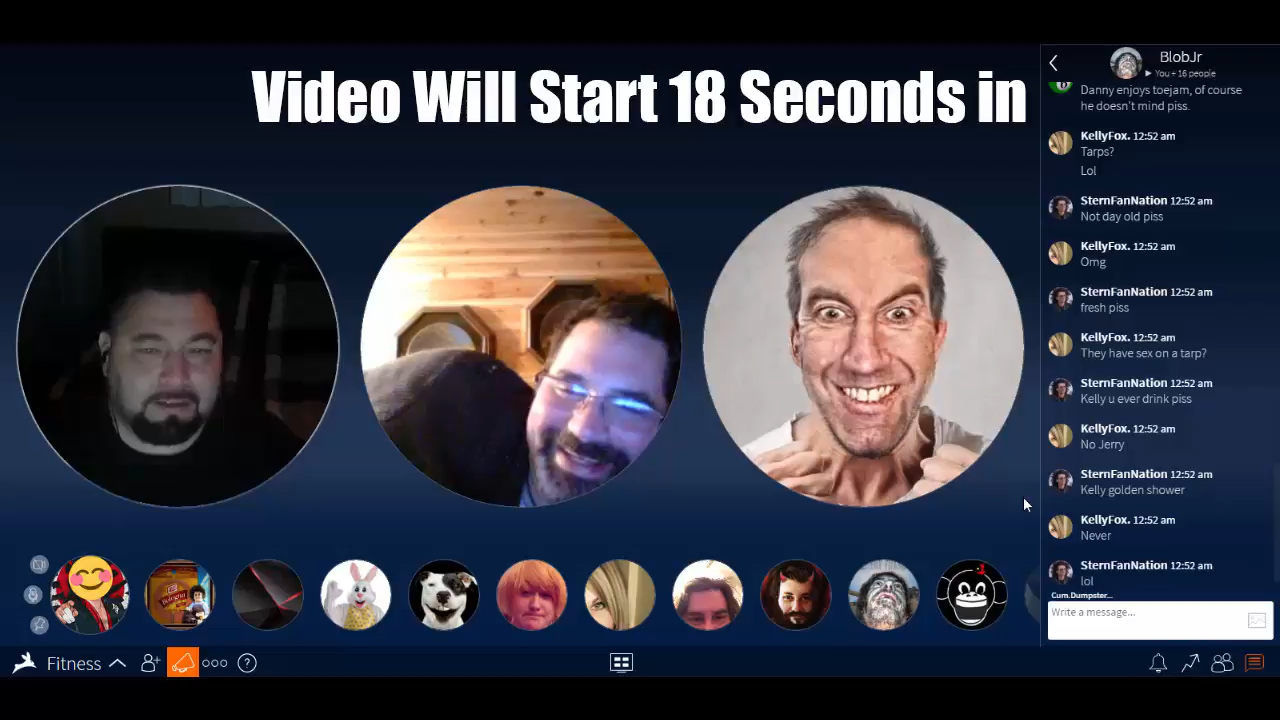 Video Will Start 18 Seconds in
BlobJr
You + 16 people
Danny enjoys toejam, of course
he doesn't mind piss.
KellyFox. 12:52 am
Tarps?
Lol
SternFanNation 12:52 am
Not day old piss
KellyFox. 12:52 am
Omg
SternFanNation 12:52 am
fresh piss
KellyFox. 12:52 am
They have sex on a tarp?
SternFanNation 12:52 am
Kelly u ever drink piss
KellyFox. 12:52 am
No Jerry
SternFanNation 12:52 am
Kelly golden shower
KellyFox. 12:52 am
Never
SternFanNation 12:52 am
lol
Cum.Dumpster...
Write a message...
Fitness